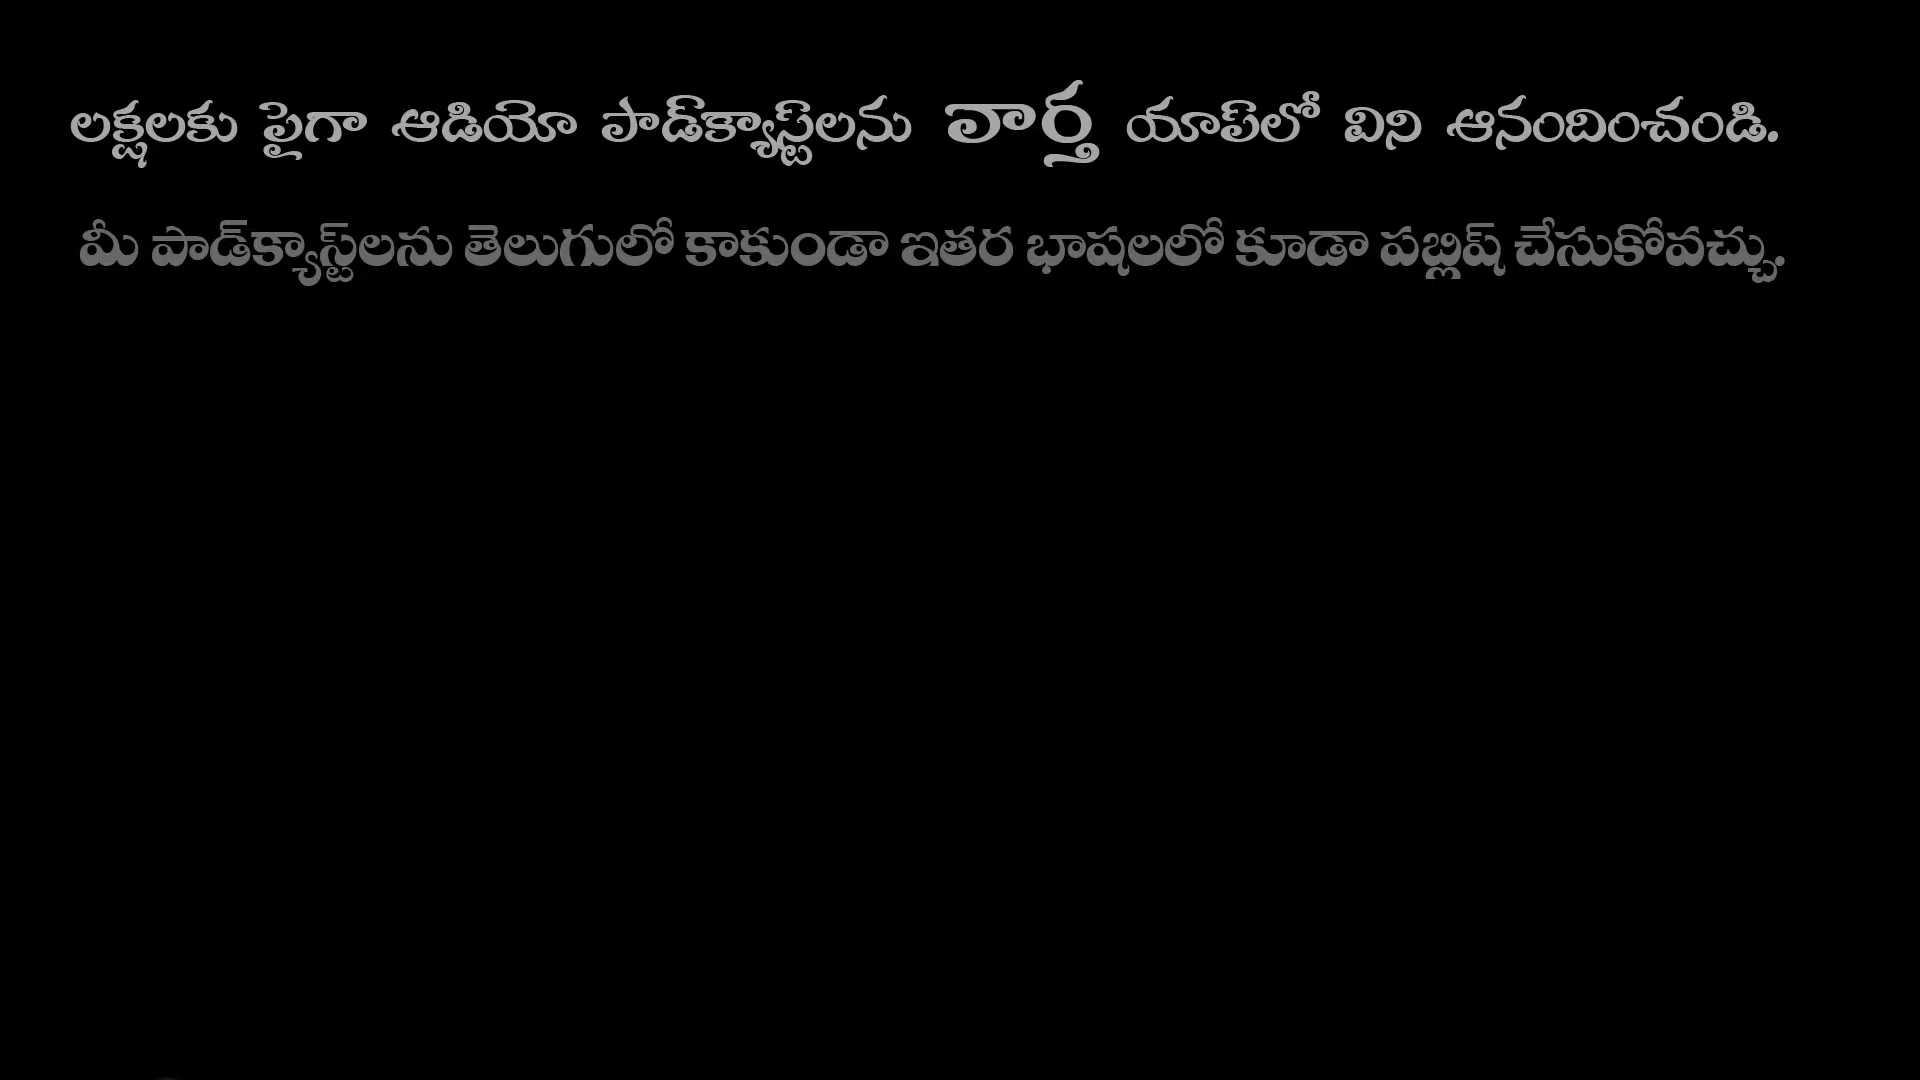 లక్షలకు పైగా ఆడియో పాడ్‌క్యాస్ట్‌లను వార్త యాప్‌లో విని ఆనందించండి.
మీ పాడ్‌క్యాస్ట్‌లను తెలుగులో కాకుండా ఇతర భాషలలో కూడా పబ్లిష్ చేసుకోవచ్చు.